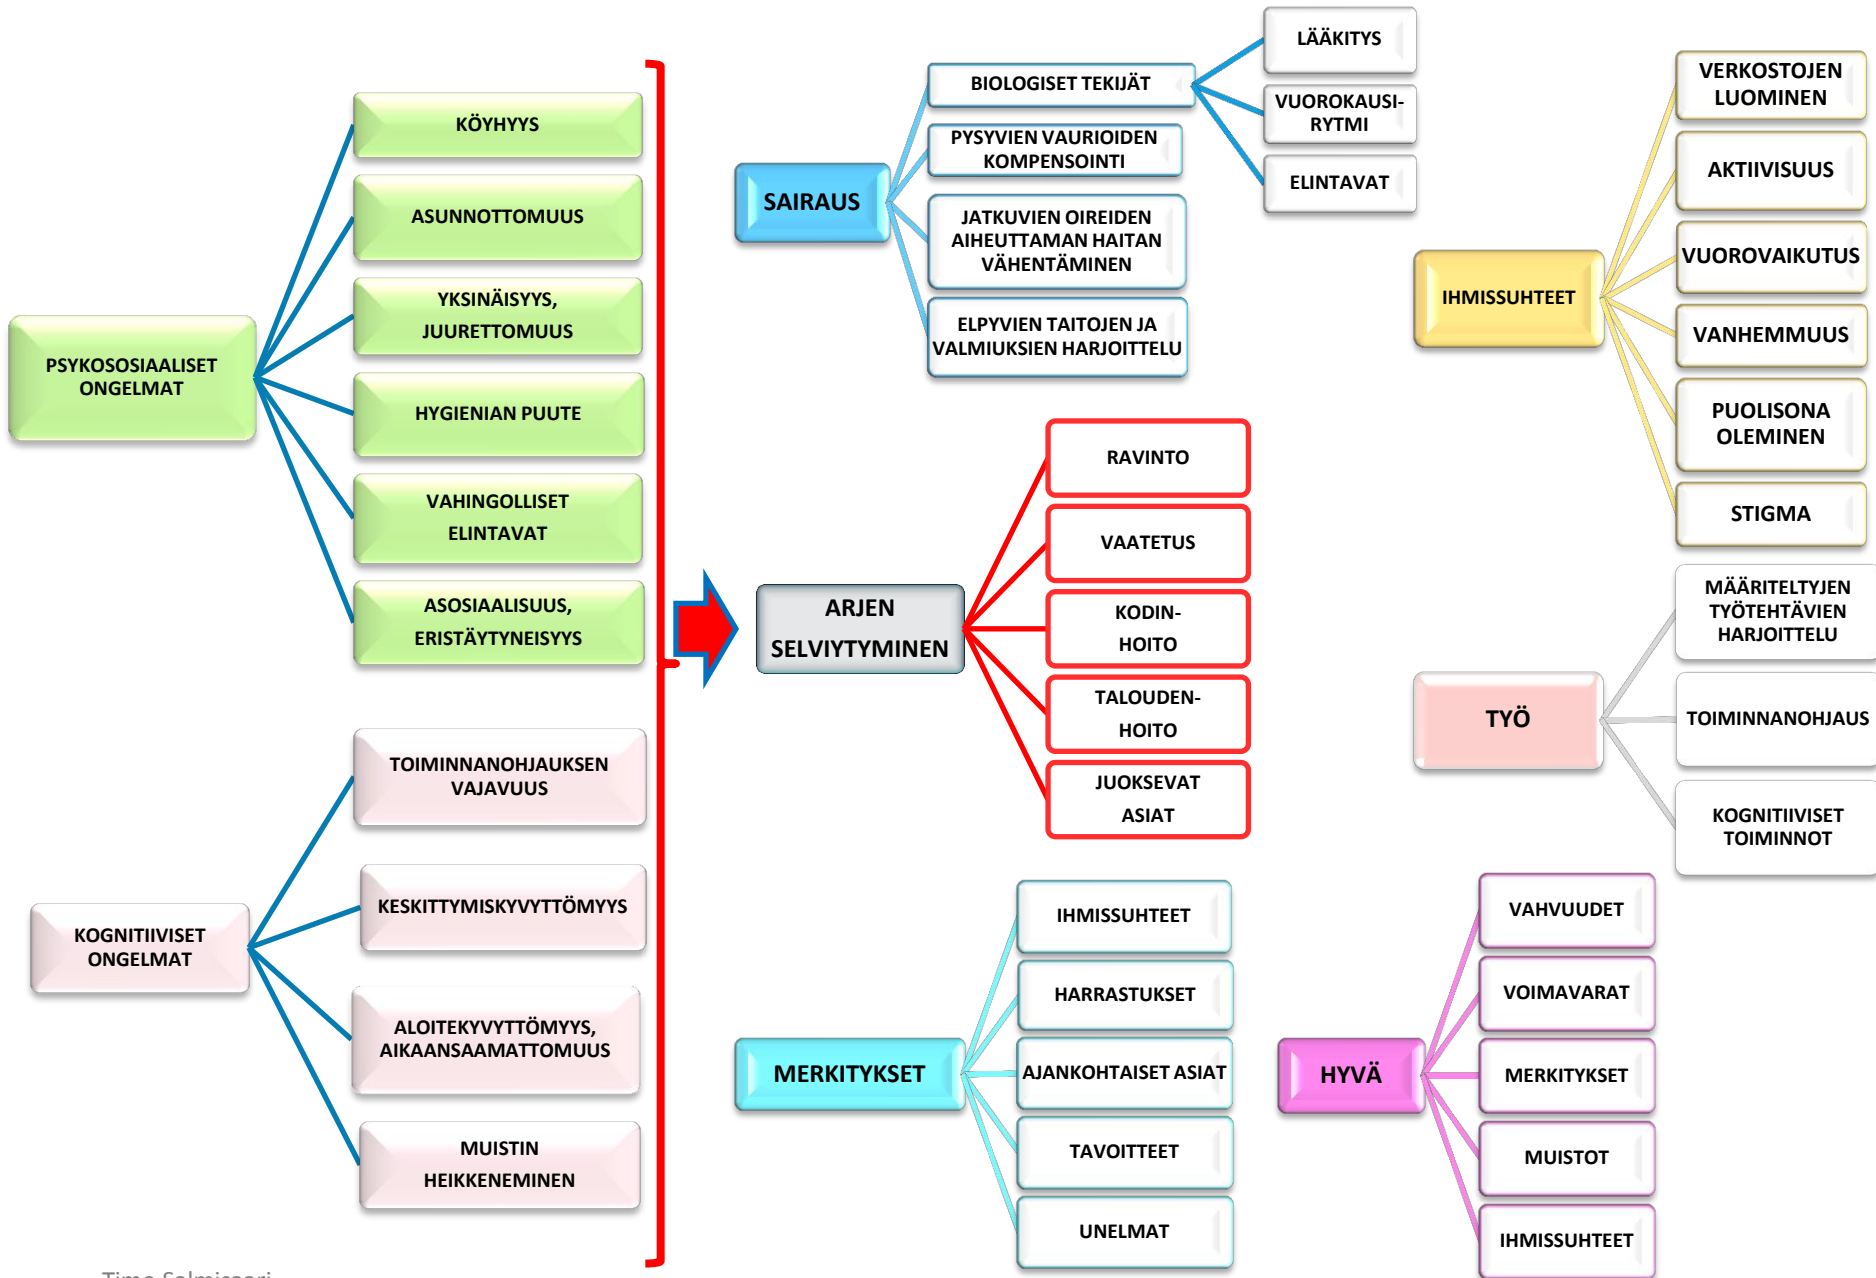 PSYKOSOSIAALISET
ONGELMAT
KÖYHYYS
ASUNNOTTOMUUS
YKSINÄISYYS,
JUURETTOMUUS
HYGIENIAN PUUTE
VAHINGOLLISET
ELINTAVAT
ASOSIAALISUUS,
ERISTÄYTYNEISYYS
KOGNITIIVISET
ONGELMAT
TOIMINNANOHJAUKSEN
VAJAVUUS
KESKITTYMISKYVYTTÖMYYS
ALOITEKYVYTTÖMYYS,
AIKAANSAAMATTOMUUS
MUISTIN
HEIKKENEMINEN
SAIRAUS
BIOLOGISET TEKIJÄT
LÄÄKITYS
VUOROKAUSI-
RYTMI
ELINTAVAT
PYSYVIEN VAURIOIDEN
KOMPENSOINTI
JATKUVIEN OIREIDEN
AIHEUTTAMAN HAITAN
VÄHENTÄMINEN
ELPYVIEN TAITOJEN JA
VALMIUKSIEN HARJOITTELU
ARJEN
SELVIYTYMINEN
RAVINTO
VAATETUS
KODIN-
HOITO
TALOUDEN-
HOITO
JUOKSEVAT
ASIAT
MERKITYKSET
IHMISSUHTEET
HARRASTUKSET
AJANKOHTAISET ASIAT
TAVOITTEET
UNELMAT
IHMISSUHTEET
VERKOSTOJEN
LUOMINEN
AKTIIVISUUS
VUOROVAIKUTUS
VANHEMMUUS
PUOLISONA
OLEMINEN
STIGMA
TYÖ
MÄÄRITELTYJEN
TYÖTEHTÄVIEN
HARJOITTELU
TOIMINNANOHJAUS
KOGNITIIVISET
TOIMINNOT
HYVÄ
VAHVUUDET
VOIMAVARAT
MERKITYKSET
MUISTOT
IHMISSUHTEET
Timo Salmisaari